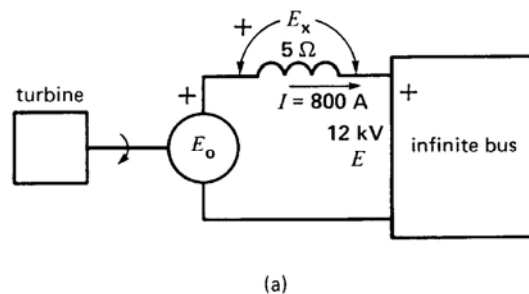 +
E_x
5 Ω
turbine
+
I = 800 A
+
12 kV
E_o
E
infinite bus
(a)